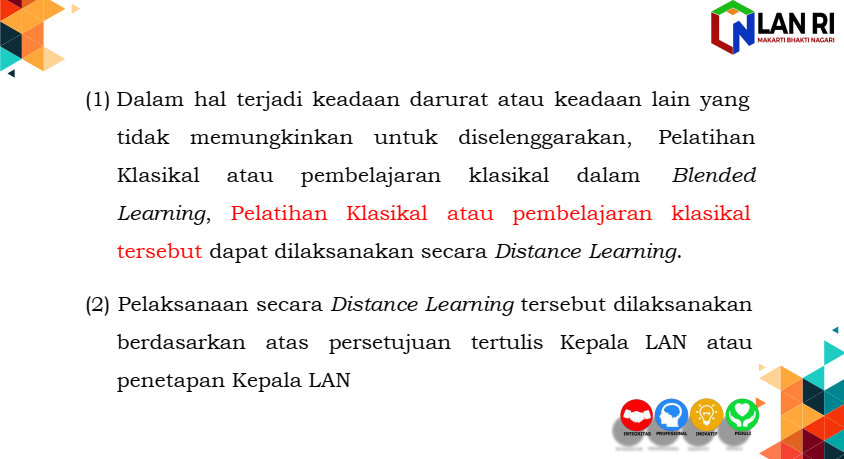 LAN RI
MAKARTI BHAKTI NAGARI
(1) Dalam hal terjadi keadaan darurat atau keadaan lain yang
tidak memungkinkan untuk diselenggarakan, Pelatihan
Klasikal atau pembelajaran klasikal dalam Blended
Learning, Pelatihan Klasikal atau pembelajaran klasikal
tersebut dapat dilaksanakan secara Distance Learning.
(2) Pelaksanaan secara Distance Learning tersebut dilaksanakan
berdasarkan atas persetujuan tertulis Kepala LAN atau
penetapan Kepala LAN
INTEGRITAS PROFESIONAL INOVATIF PEDULI